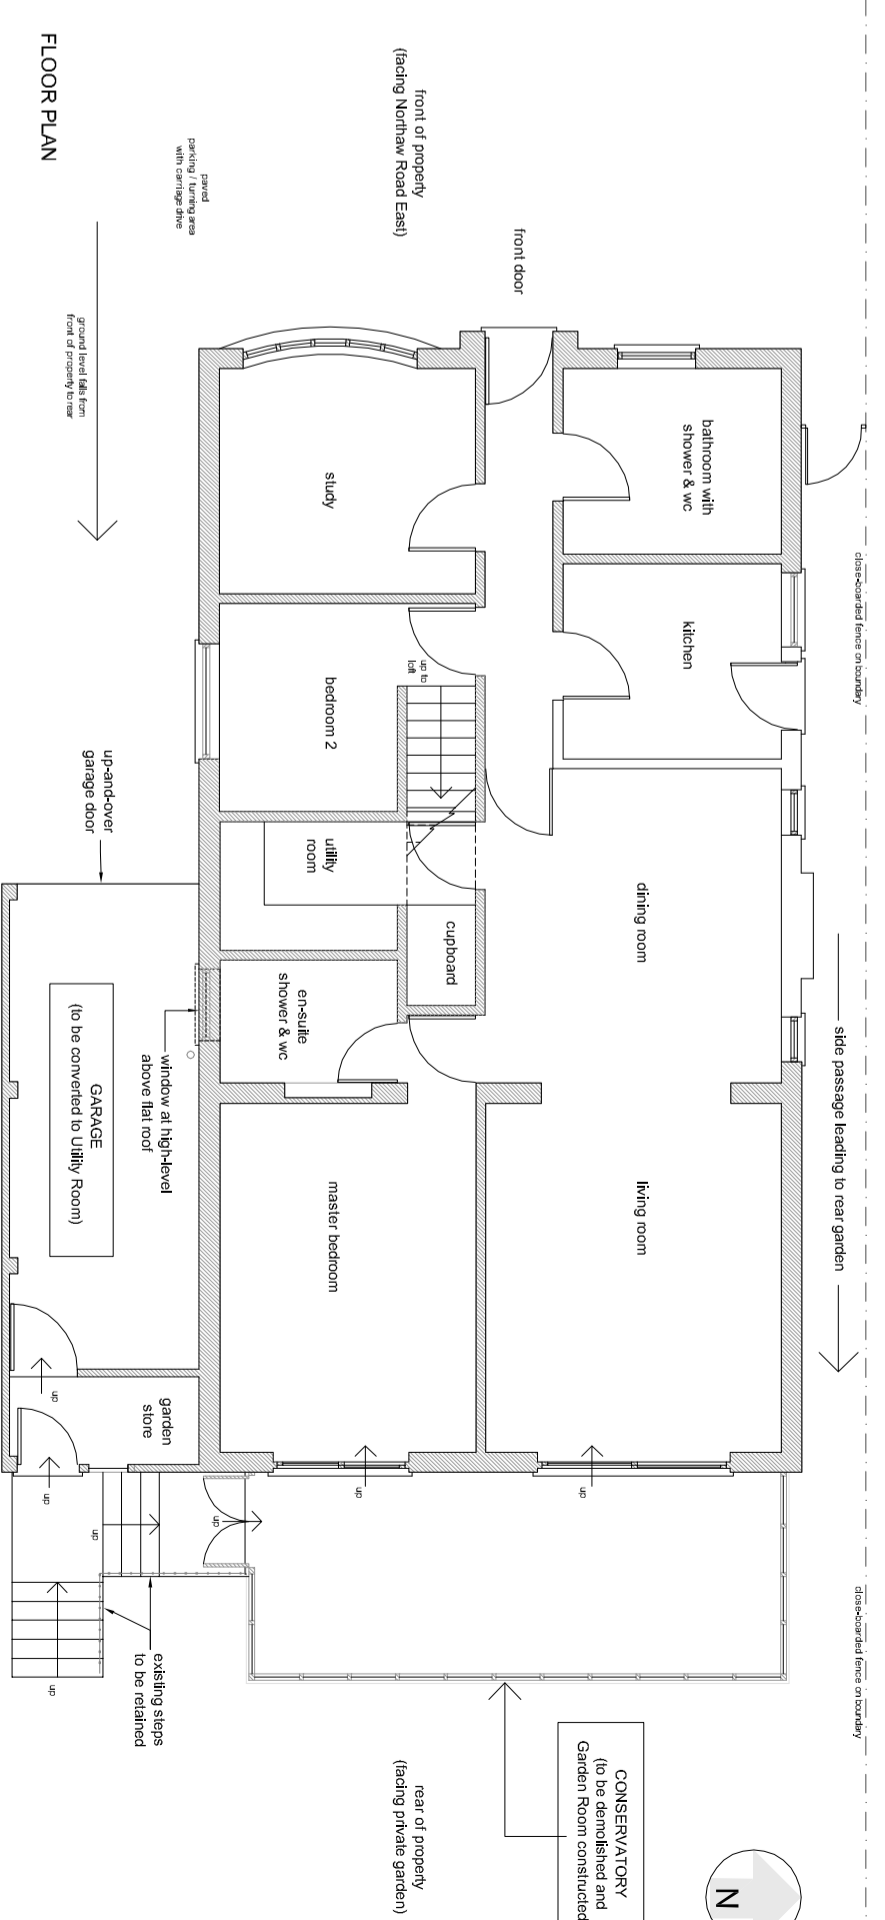 FLOOR PLAN
front of property
(facing Northaw Road East)
paved
parking / turning area
with carriage drive
ground level falls from
front of property to rear
front door
bathroom with
shower & wc
study
kitchen
close-boarded fence on boundary
bedroom 2
up to
loft
up-and-over
garage door
utility
room
cupboard
dining room
side passage leading to rear garden
en-suite
shower & wc
window at high-level
above flat roof
GARAGE
(to be converted to Utility Room)
master bedroom
living room
garden
store
up
up
up
up
up
up
up
existing steps
to be retained
close-boarded fence on boundary
CONSERVATORY
(to be demolished and
Garden Room constructed
rear of property
(facing private garden)
N